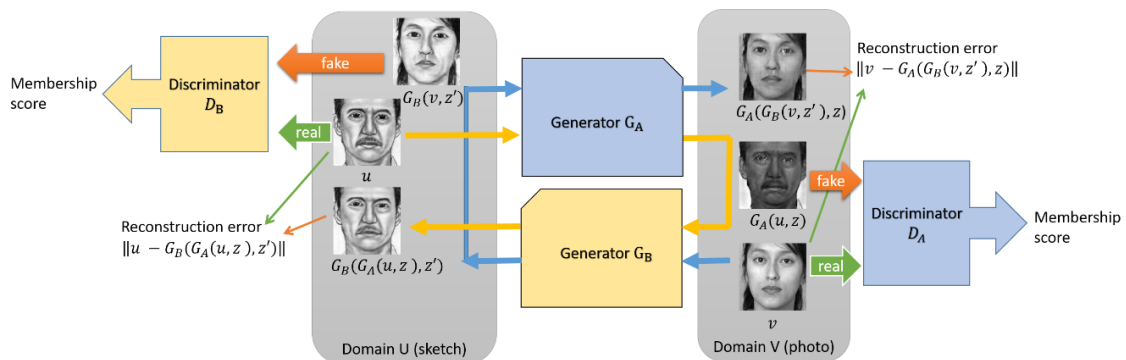 Membership
score
Discriminator
D_B
fake
real
G_B(v, z′)
u
Reconstruction error
‖u − G_B(G_A(u, z), z′)‖
G_B(G_A(u, z), z′)
Domain U (sketch)
Generator G_A
Generator G_B
G_A(G_B(v, z′), z)
G_A(u, z)
v
Domain V (photo)
Reconstruction error
‖v − G_A(G_B(v, z′), z)‖
fake
real
Discriminator
D_A
Membership
score